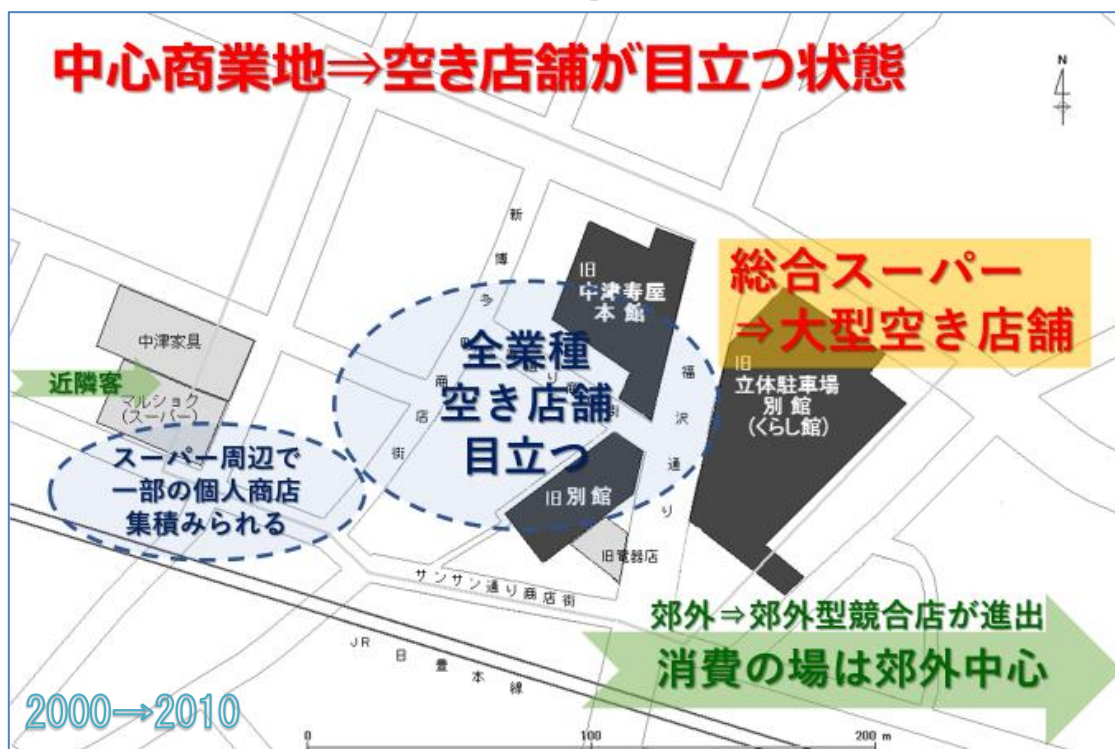 中心商業地⇒空き店舗が目立つ状態
N
新博多
商店街
旧
中津寿屋
本館
総合スーパー
⇒大型空き店舗
中津家具
近隣客
マルショク
(スーパー)
全業種
空き店舗
目立つ
福沢通り
旧
立体駐車場
別館
(くらし館)
スーパー周辺で
一部の個人商店
集積みられる
旧別館
旧電器店
サンサン通り商店街
郊外⇒郊外型競合店が進出
消費の場は郊外中心
JR日豊本線
2000→2010
0 100 200 m